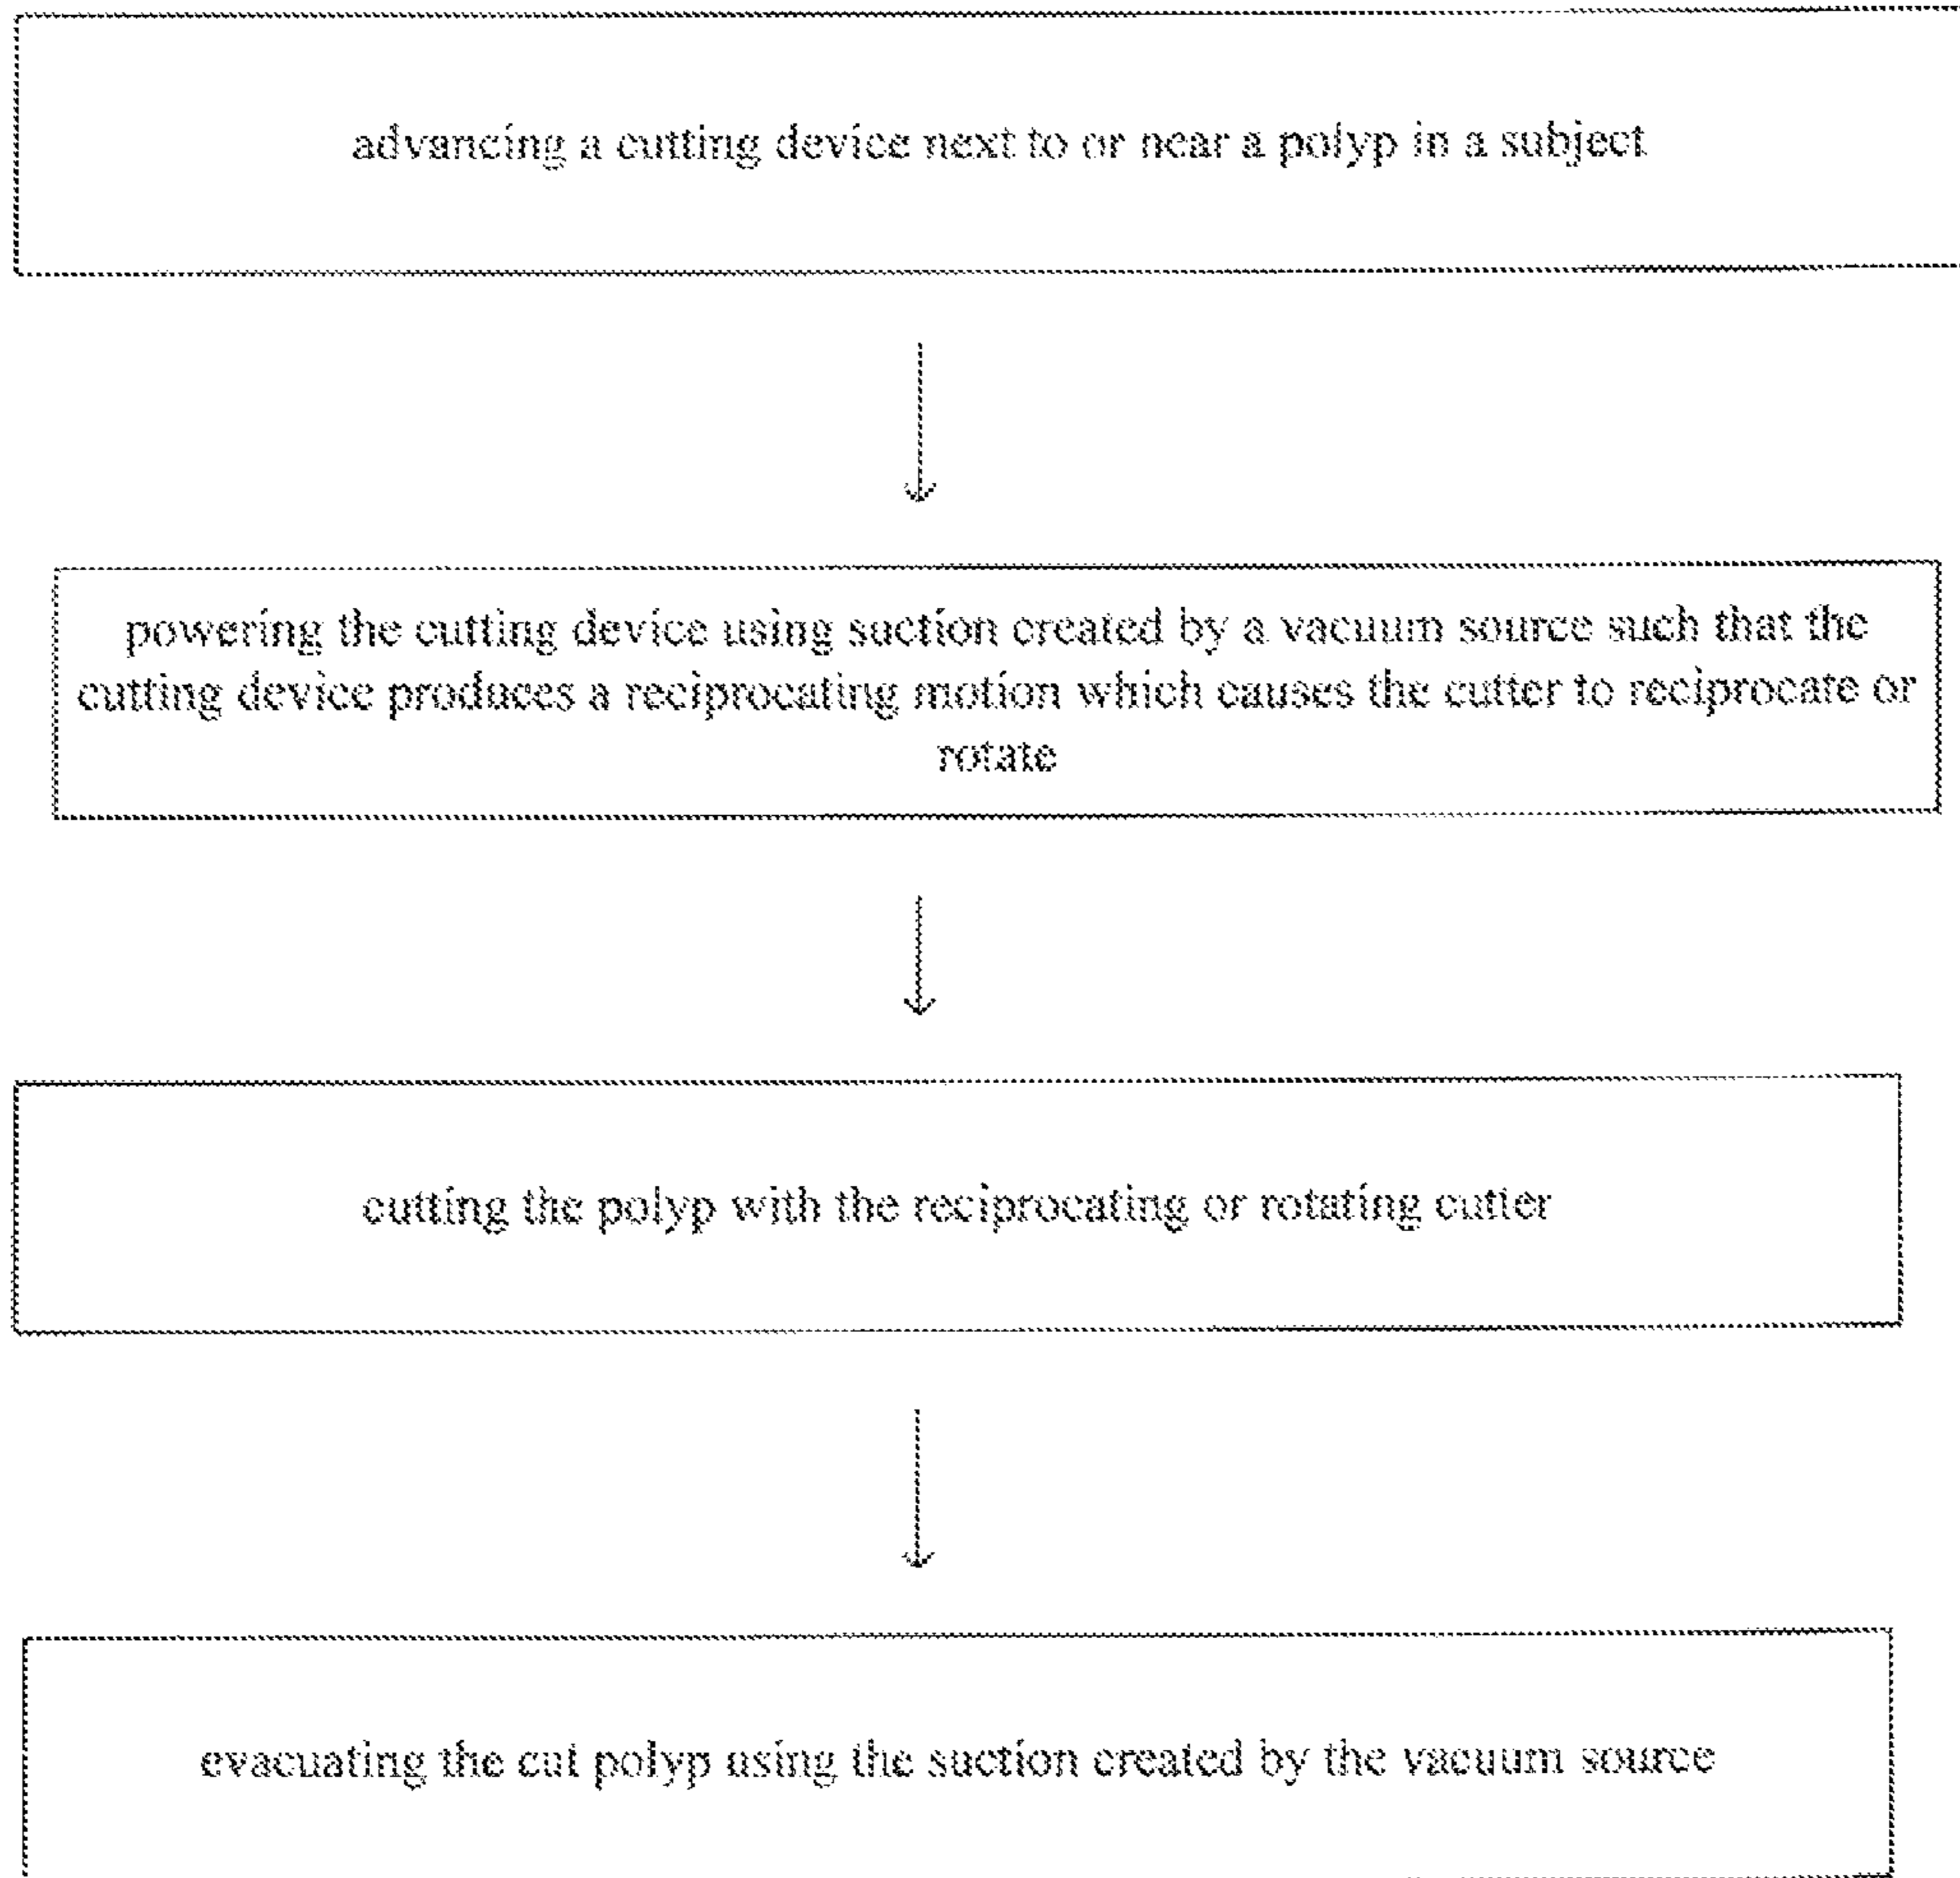 advancing a cutting device next to or near a polyp in a subject
powering the cutting device using suction created by a vacuum source such that the
cutting device produces a reciprocating motion which causes the cutter to reciprocate or
rotate
cutting the polyp with the reciprocating or rotating cutter
evacuating the cut polyp using the suction created by the vacuum source